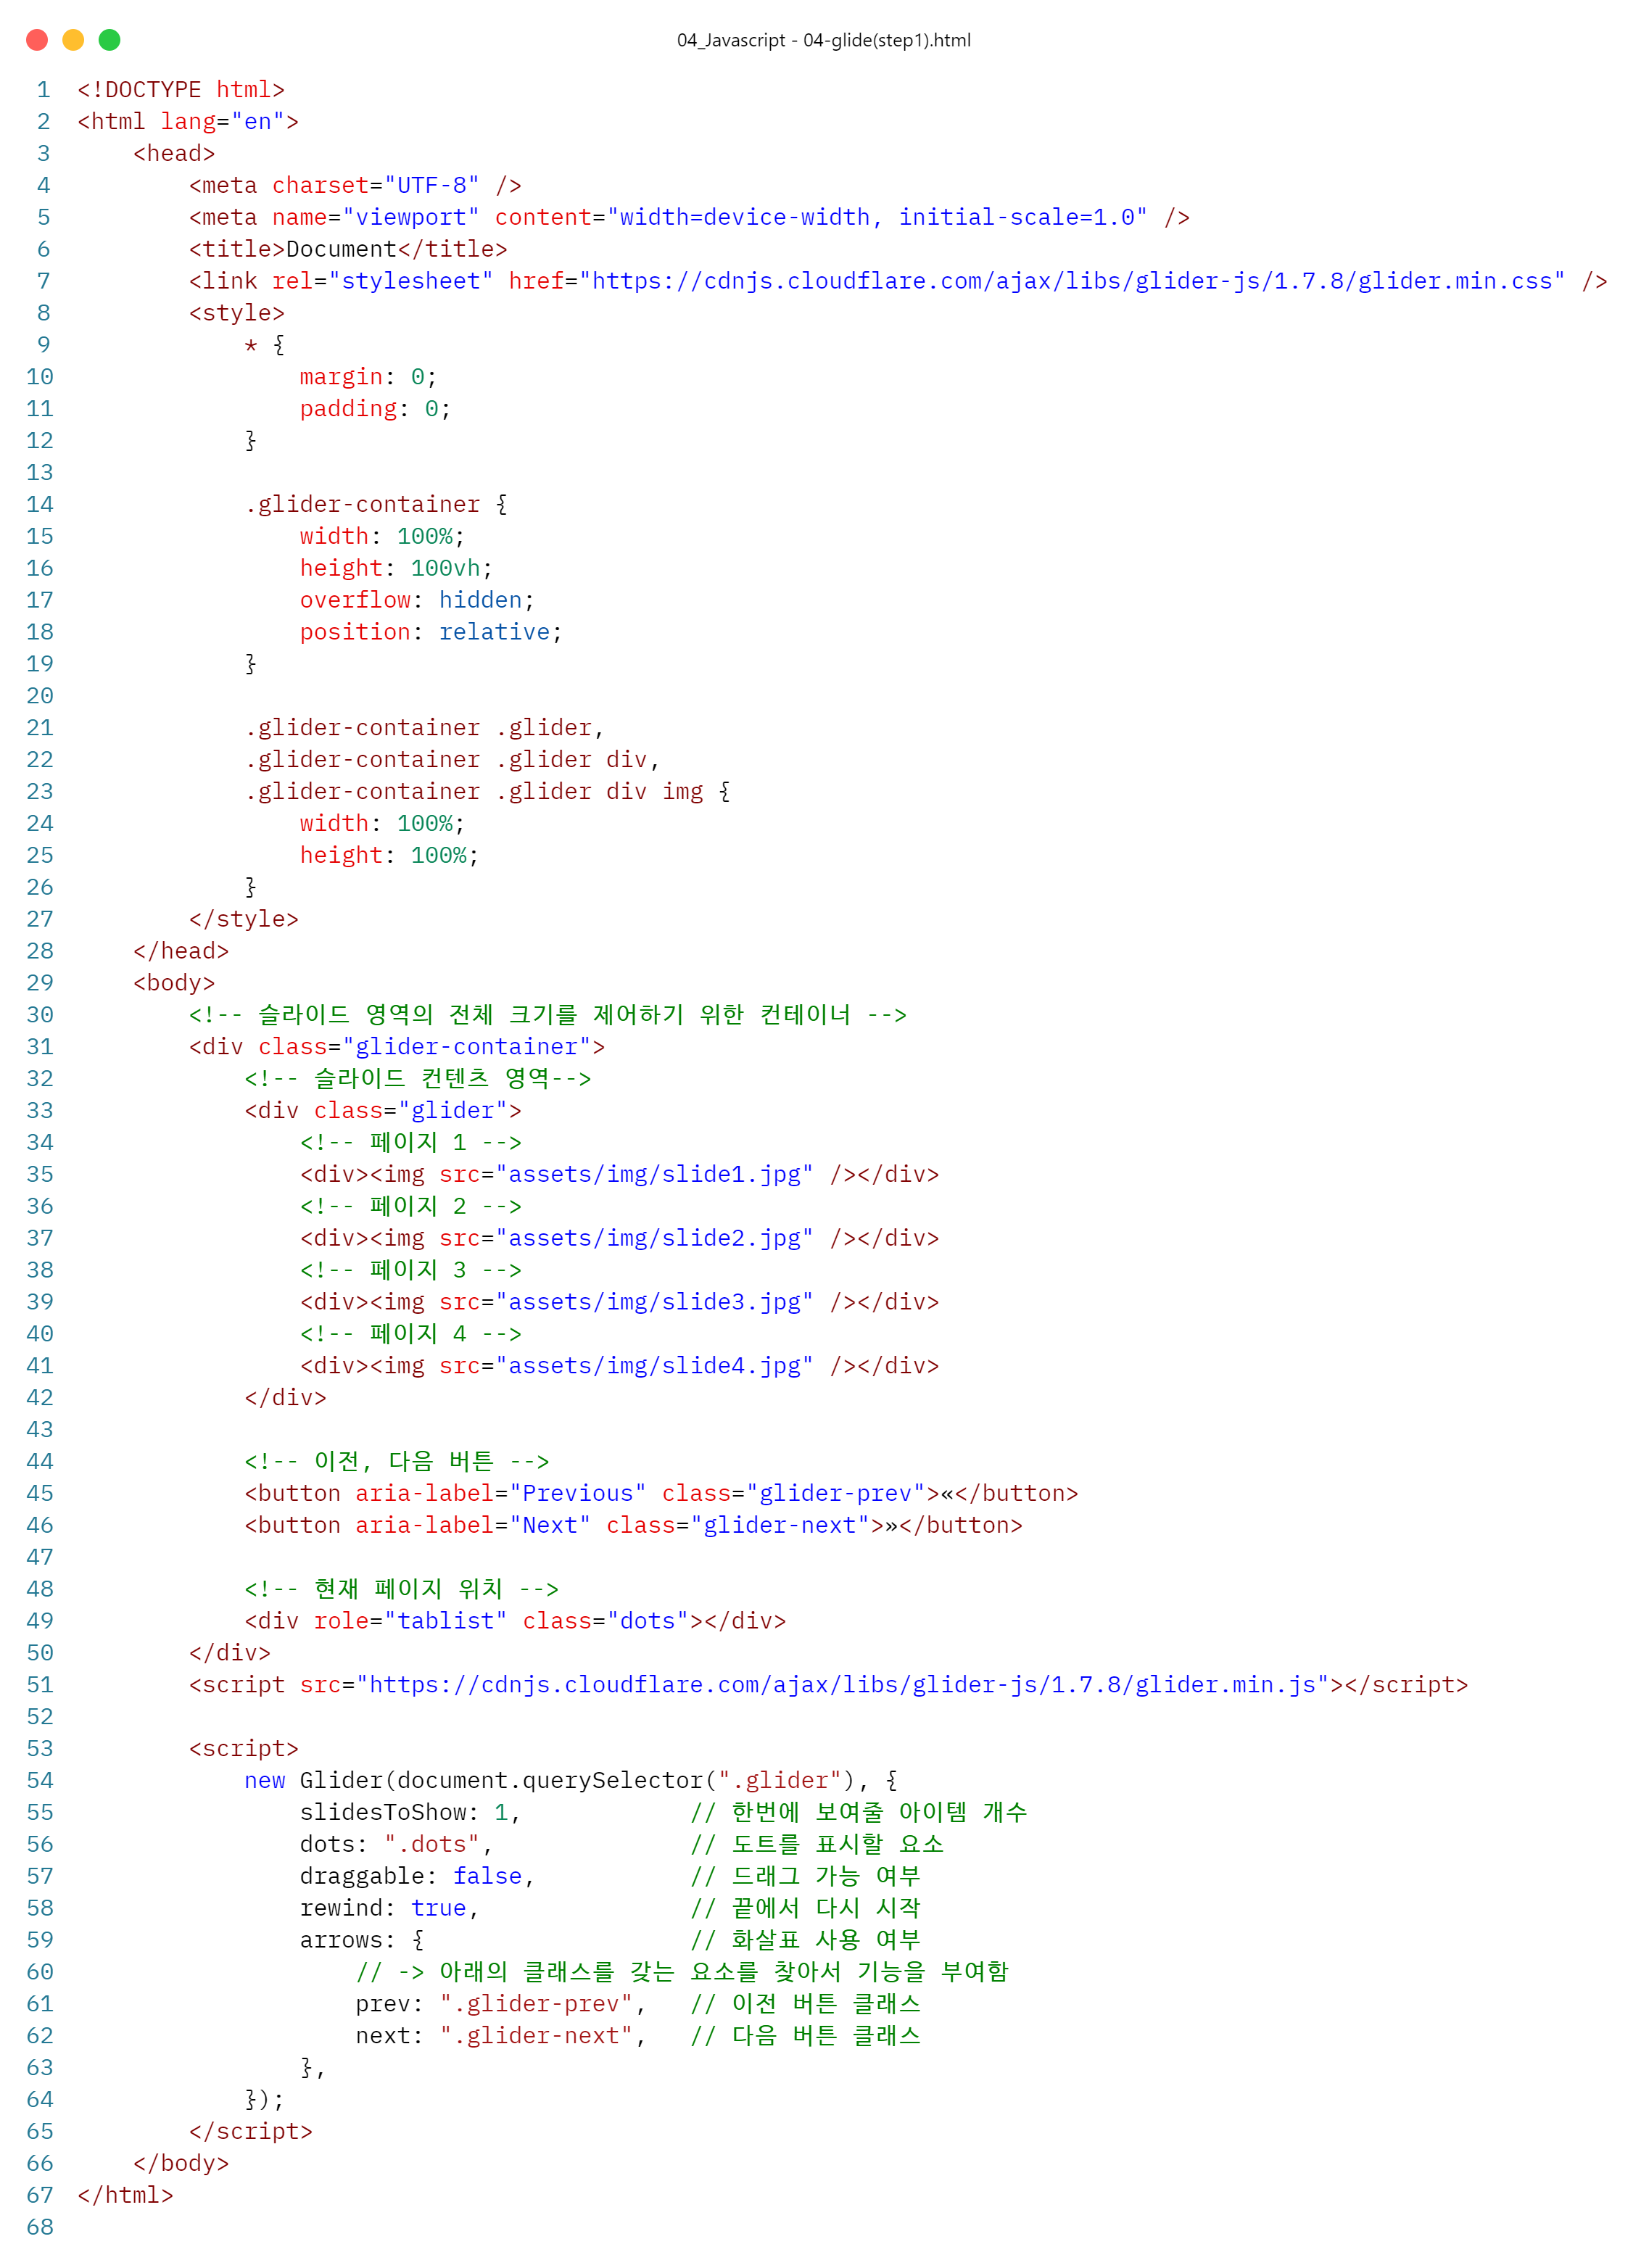 04_Javascript - 04-glide(step1).html
1 <!DOCTYPE html>
2 <html lang="en">
3     <head>
4         <meta charset="UTF-8" />
5         <meta name="viewport" content="width=device-width, initial-scale=1.0" />
6         <title>Document</title>
7         <link rel="stylesheet" href="https://cdnjs.cloudflare.com/ajax/libs/glider-js/1.7.8/glider.min.css" />
8         <style>
9             * {
10                 margin: 0;
11                 padding: 0;
12             }
13
14             .glider-container {
15                 width: 100%;
16                 height: 100vh;
17                 overflow: hidden;
18                 position: relative;
19             }
20
21             .glider-container .glider,
22             .glider-container .glider div,
23             .glider-container .glider div img {
24                 width: 100%;
25                 height: 100%;
26             }
27         </style>
28     </head>
29     <body>
30         <!-- 슬라이드 영역의 전체 크기를 제어하기 위한 컨테이너 -->
31         <div class="glider-container">
32             <!-- 슬라이드 컨텐츠 영역-->
33             <div class="glider">
34                 <!-- 페이지 1 -->
35                 <div><img src="assets/img/slide1.jpg" /></div>
36                 <!-- 페이지 2 -->
37                 <div><img src="assets/img/slide2.jpg" /></div>
38                 <!-- 페이지 3 -->
39                 <div><img src="assets/img/slide3.jpg" /></div>
40                 <!-- 페이지 4 -->
41                 <div><img src="assets/img/slide4.jpg" /></div>
42             </div>
43
44             <!-- 이전, 다음 버튼 -->
45             <button aria-label="Previous" class="glider-prev">«</button>
46             <button aria-label="Next" class="glider-next">»</button>
47
48             <!-- 현재 페이지 위치 -->
49             <div role="tablist" class="dots"></div>
50         </div>
51         <script src="https://cdnjs.cloudflare.com/ajax/libs/glider-js/1.7.8/glider.min.js"></script>
52
53         <script>
54             new Glider(document.querySelector(".glider"), {
55                 slidesToShow: 1,            // 한번에 보여줄 아이템 개수
56                 dots: ".dots",              // 도트를 표시할 요소
57                 draggable: false,           // 드래그 가능 여부
58                 rewind: true,               // 끝에서 다시 시작
59                 arrows: {                   // 화살표 사용 여부
60                     // -> 아래의 클래스를 갖는 요소를 찾아서 기능을 부여함
61                     prev: ".glider-prev",   // 이전 버튼 클래스
62                     next: ".glider-next",   // 다음 버튼 클래스
63                 },
64             });
65         </script>
66     </body>
67 </html>
68